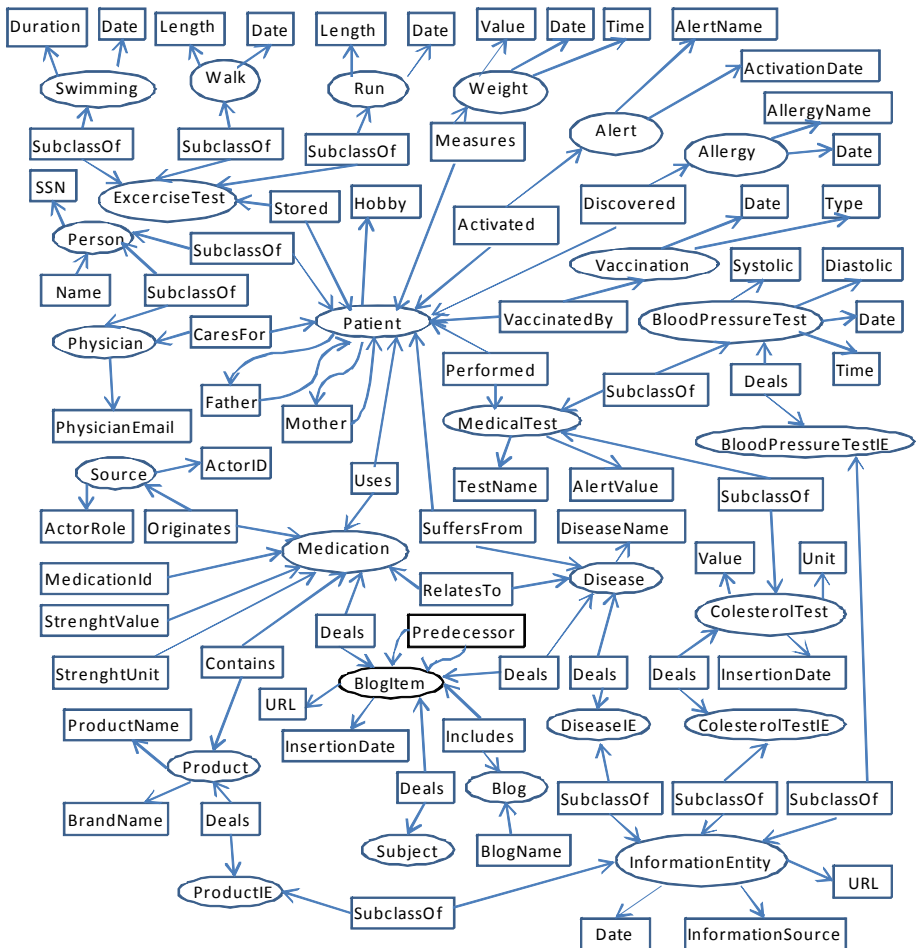 Duration
Date
Length
Date
Length
Date
Value
Date
Time
AlertName
Swimming
Walk
Run
Weight
ActivationDate
SubclassOf
SubclassOf
SubclassOf
Measures
Alert
AllergyName
Allergy
Date
SSN
ExcerciseTest
Stored
Hobby
Activated
Discovered
Date
Type
Person
SubclassOf
Vaccination
Systolic
Diastolic
Name
SubclassOf
Physician
CaresFor
Patient
VaccinatedBy
BloodPressureTest
Date
Time
Performed
SubclassOf
Deals
Father
Mother
PhysicianEmail
MedicalTest
BloodPressureTestIE
Source
ActorID
Uses
TestName
AlertValue
SubclassOf
ActorRole
Originates
SuffersFrom
DiseaseName
Medication
Value
Unit
MedicationId
RelatesTo
Disease
StrenghtValue
ColesterolTest
Deals
Predecessor
StrenghtUnit
Contains
Deals
Deals
Deals
InsertionDate
BlogItem
URL
ProductName
InsertionDate
Includes
DiseaseIE
ColesterolTestIE
Product
Deals
Blog
SubclassOf
SubclassOf
SubclassOf
BrandName
Deals
Subject
BlogName
InformationEntity
ProductIE
SubclassOf
URL
Date
InformationSource